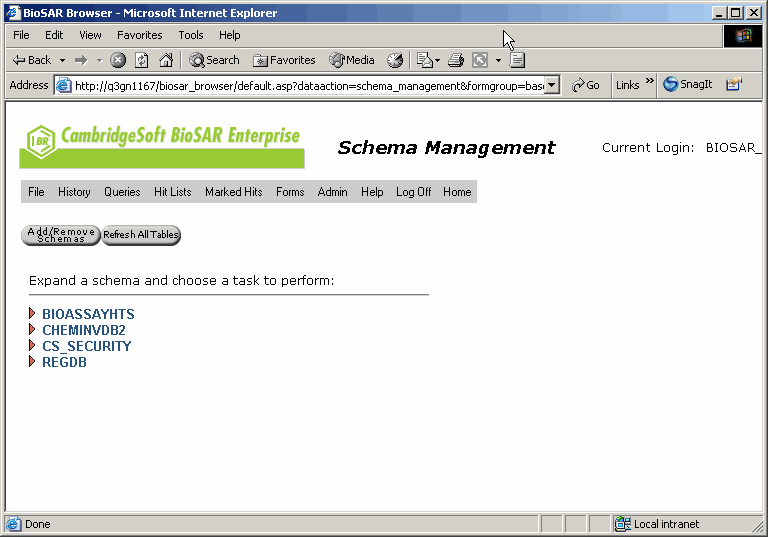 BioSAR Browser - Microsoft Internet Explorer
File Edit View Favorites Tools Help
Back Search Favorites Media
Address http://q3gn1167/biosar_browser/default.asp?dataaction=schema_management&formgroup=base Go Links » SnagIt
CambridgeSoft BioSAR Enterprise
Schema Management
Current Login: BIOSAR_
File History Queries Hit Lists Marked Hits Forms Admin Help Log Off Home
Add/Remove
Schemas
Refresh All Tables
Expand a schema and choose a task to perform:
BIOASSAYHTS
CHEMINVDB2
CS_SECURITY
REGDB
Done Local intranet